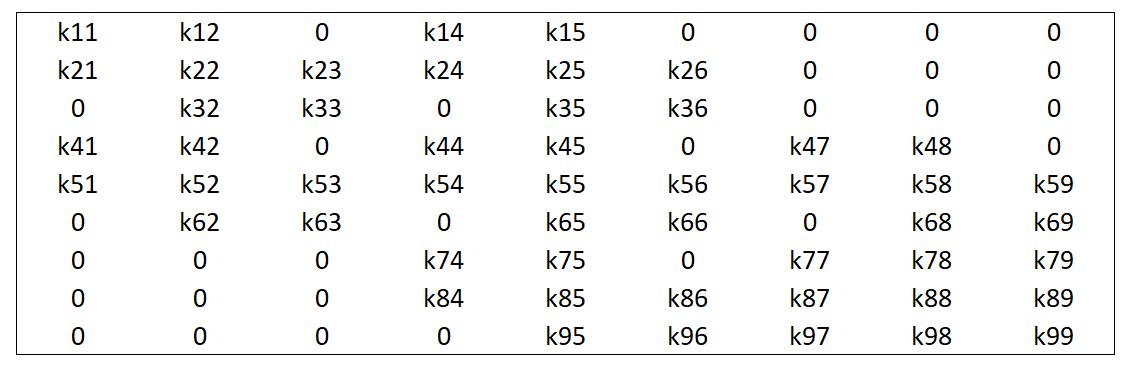 k11 k12 0 k14 k15 0 0 0 0
k21 k22 k23 k24 k25 k26 0 0 0
0 k32 k33 0 k35 k36 0 0 0
k41 k42 0 k44 k45 0 k47 k48 0
k51 k52 k53 k54 k55 k56 k57 k58 k59
0 k62 k63 0 k65 k66 0 k68 k69
0 0 0 k74 k75 0 k77 k78 k79
0 0 0 k84 k85 k86 k87 k88 k89
0 0 0 0 k95 k96 k97 k98 k99